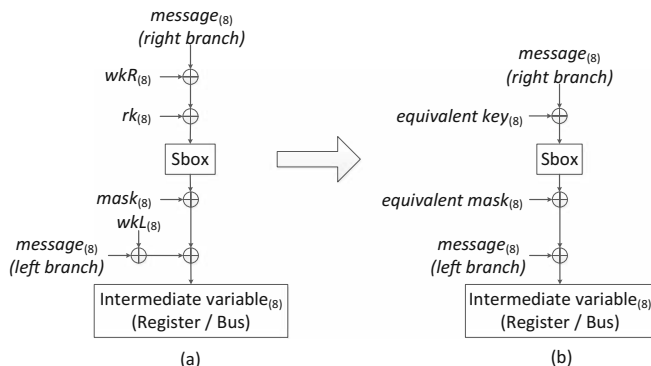 message(8)
(right branch)
wkR(8)
rk(8)
Sbox
mask(8)
wkL(8)
message(8)
(left branch)
Intermediate variable(8)
(Register / Bus)
(a)
message(8)
(right branch)
equivalent key(8)
Sbox
equivalent mask(8)
message(8)
(left branch)
Intermediate variable(8)
(Register / Bus)
(b)